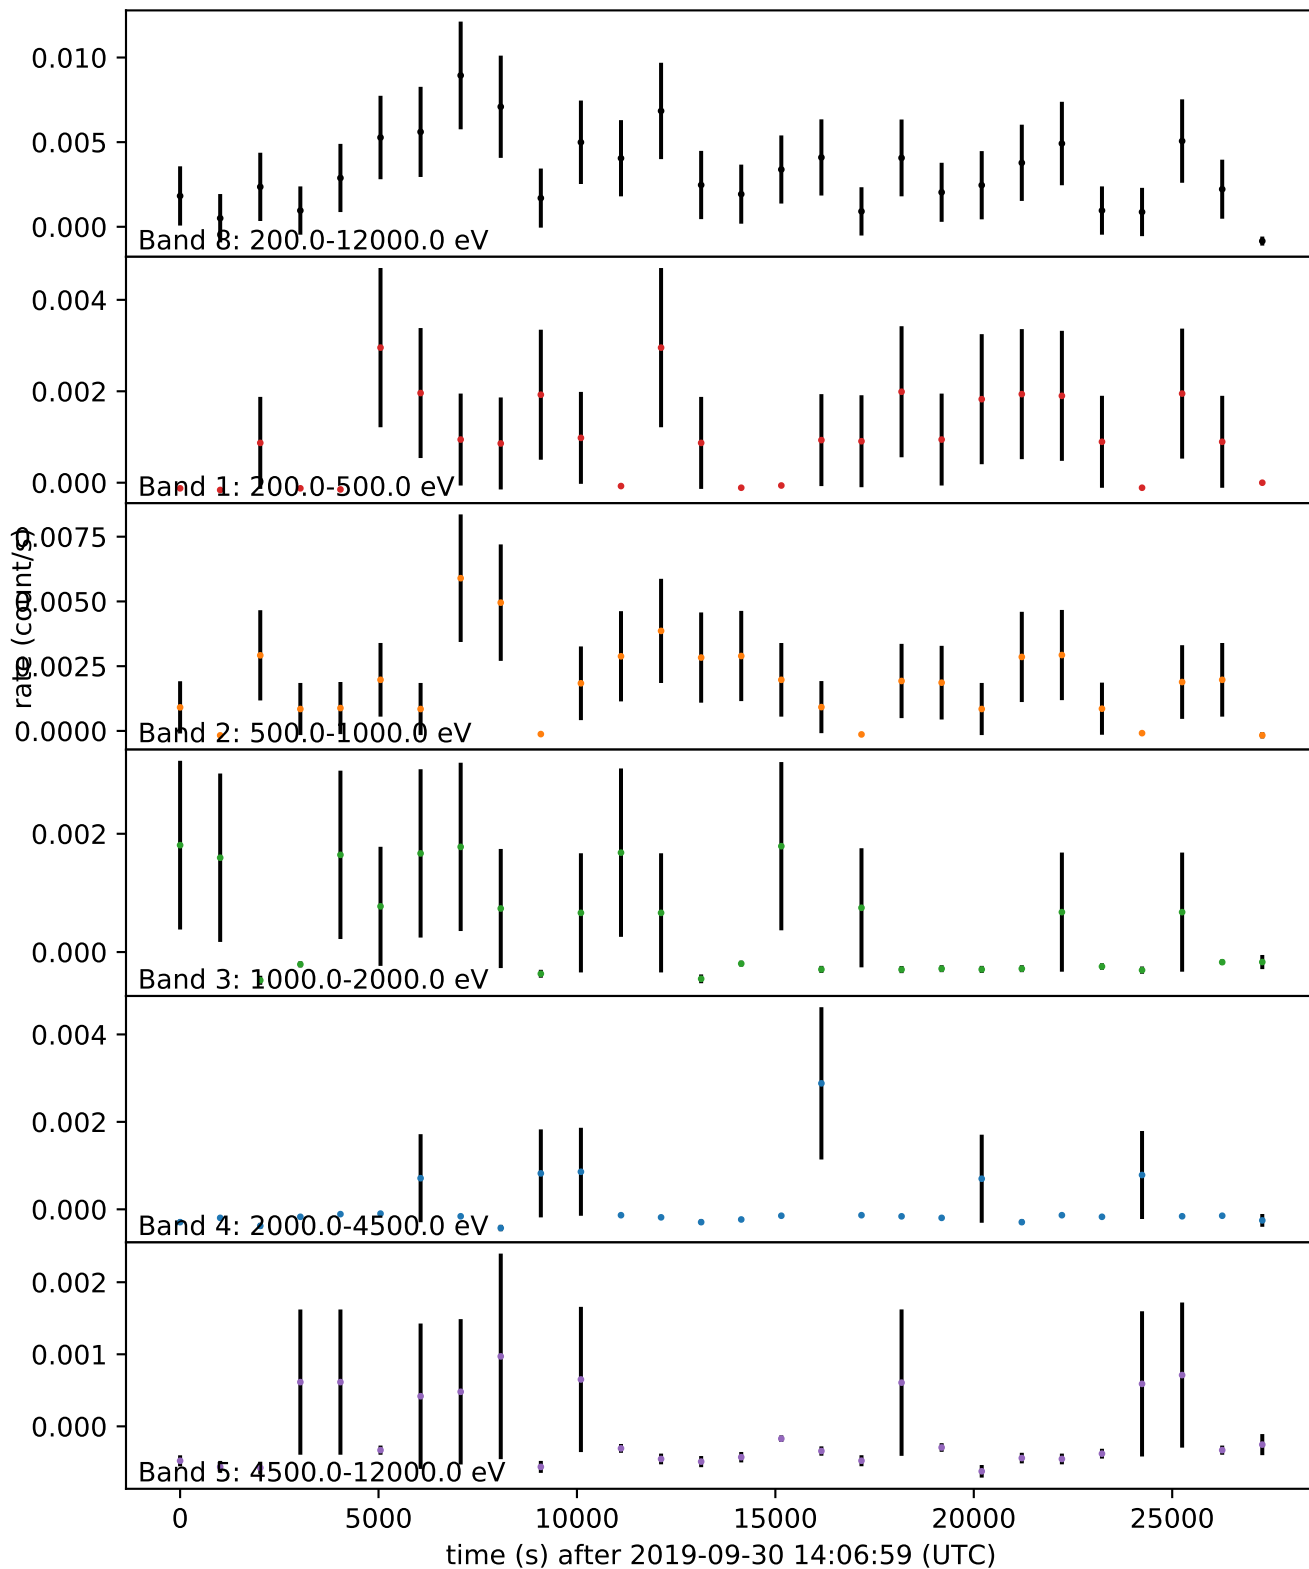 0.010
0.005
0.000
Band 8: 200.0-12000.0 eV
0.004
0.002
0.000
Band 1: 200.0-500.0 eV
rate (count/s)
0.0075
0.0050
0.0025
0.0000
Band 2: 500.0-1000.0 eV
0.002
0.000
Band 3: 1000.0-2000.0 eV
0.004
0.002
0.000
Band 4: 2000.0-4500.0 eV
0.002
0.001
0.000
Band 5: 4500.0-12000.0 eV
0 5000 10000 15000 20000 25000
time (s) after 2019-09-30 14:06:59 (UTC)